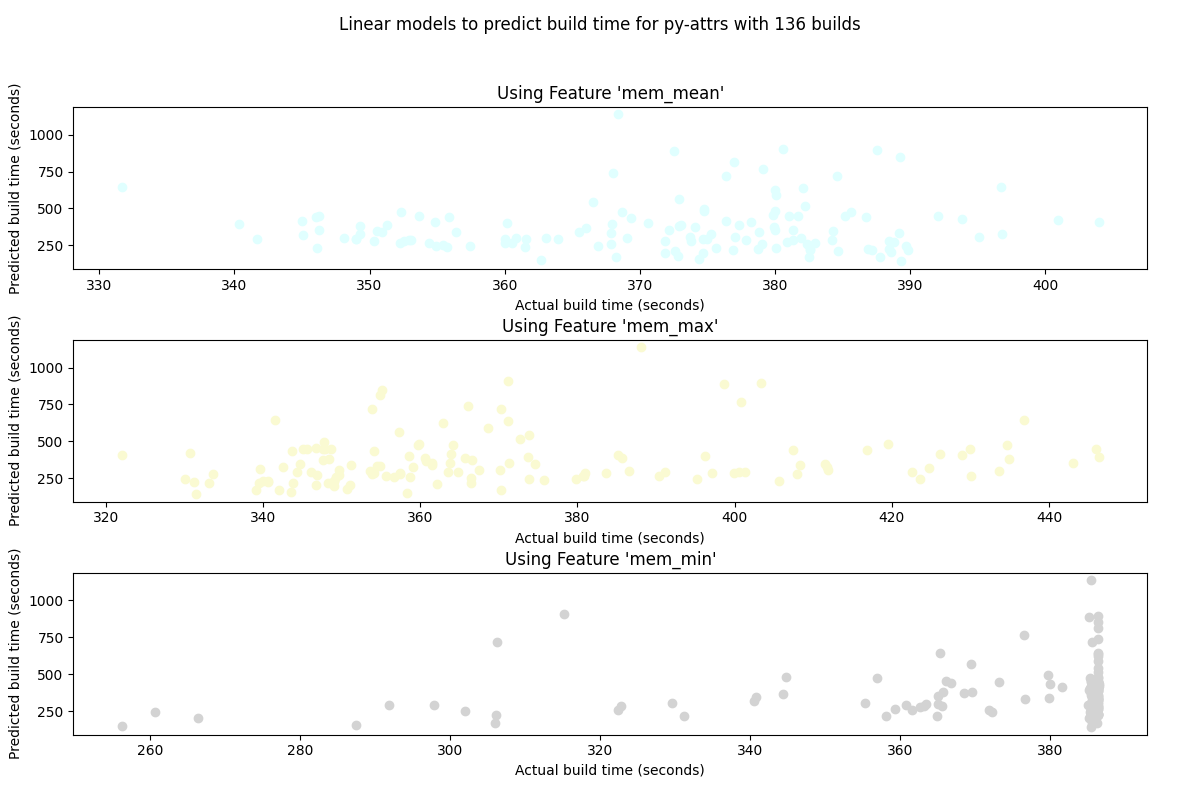 Linear models to predict build time for py-attrs with 136 builds
Using Feature 'mem_mean'
Predicted build time (seconds)
1000
750
500
250
330 340 350 360 370 380 390 400
Actual build time (seconds)
Using Feature 'mem_max'
Predicted build time (seconds)
1000
750
500
250
320 340 360 380 400 420 440
Actual build time (seconds)
Using Feature 'mem_min'
Predicted build time (seconds)
1000
750
500
250
260 280 300 320 340 360 380
Actual build time (seconds)